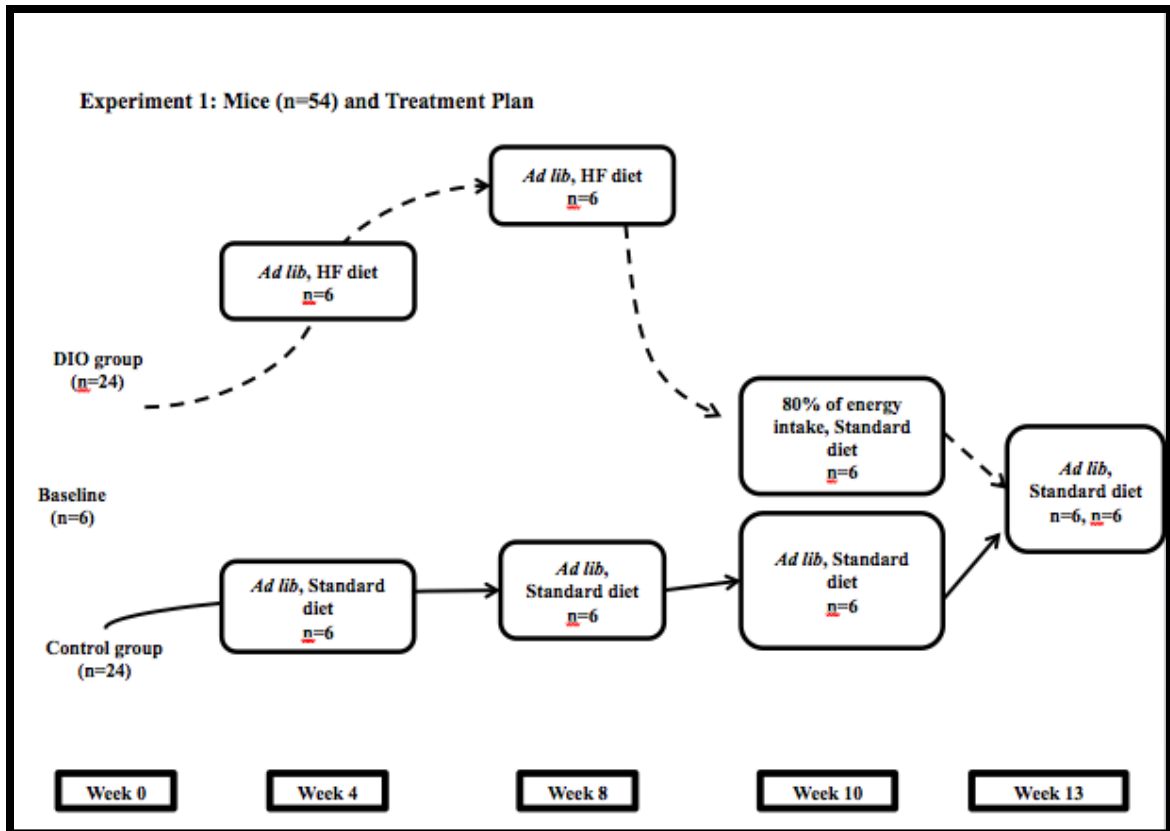 Experiment 1: Mice (n=54) and Treatment Plan
Ad lib, HF diet
n=6
Ad lib, HF diet
n=6
DIO group
(n=24)
80% of energy
intake, Standard
diet
n=6
Ad lib,
Standard diet
n=6, n=6
Baseline
(n=6)
Ad lib, Standard
diet
n=6
Ad lib,
Standard diet
n=6
Ad lib, Standard
diet
n=6
Control group
(n=24)
Week 0
Week 4
Week 8
Week 10
Week 13